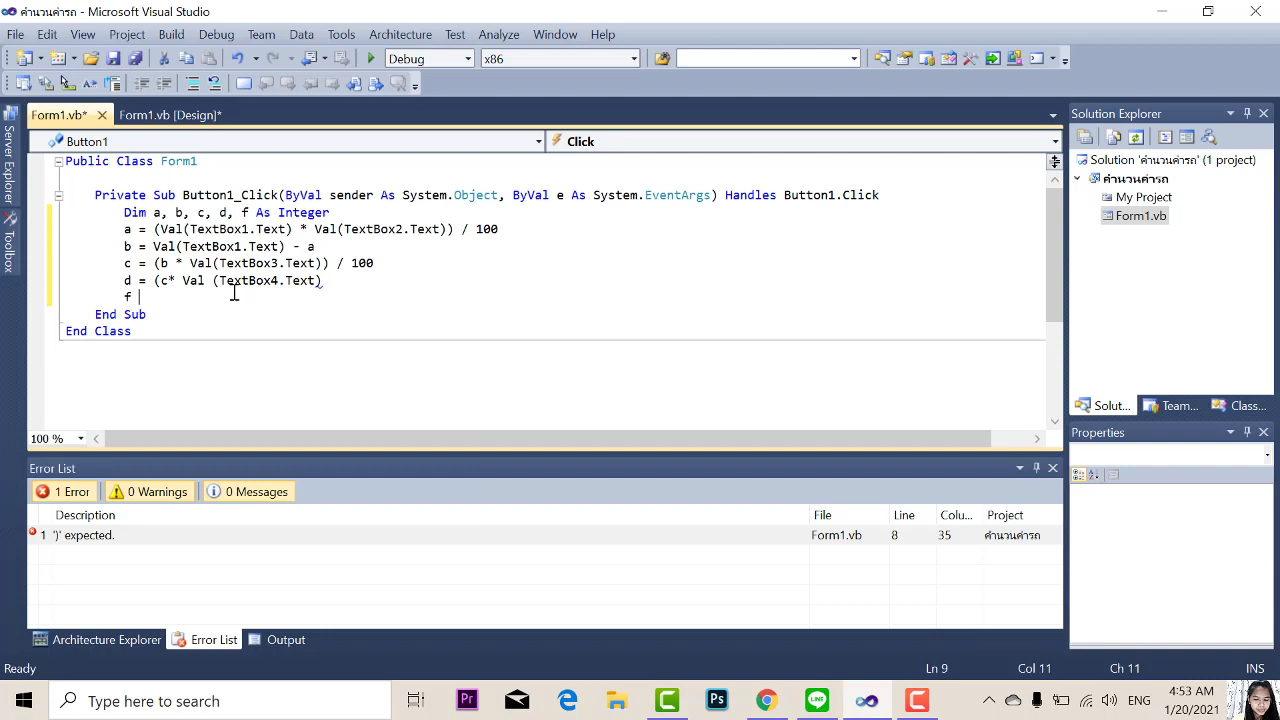 คำนวนค่ารถ - Microsoft Visual Studio
File Edit View Project Build Debug Team Data Tools Architecture Test Analyze Window Help
Debug x86
Form1.vb* Form1.vb [Design]*
Button1 Click
Public Class Form1
Private Sub Button1_Click(ByVal sender As System.Object, ByVal e As System.EventArgs) Handles Button1.Click
Dim a, b, c, d, f As Integer
a = (Val(TextBox1.Text) * Val(TextBox2.Text)) / 100
b = Val(TextBox1.Text) - a
c = (b * Val(TextBox3.Text)) / 100
d = (c* Val (TextBox4.Text)
f
End Sub
End Class
100 %
Server Explorer
Toolbox
Solution Explorer
Solution 'คำนวนค่ารถ' (1 project)
คำนวนค่ารถ
My Project
Form1.vb
Solut... Team... Class...
Properties
Error List
1 Error 0 Warnings 0 Messages
Description File Line Colu... Project
1 ')' expected. Form1.vb 8 35 คำนวนค่ารถ
Architecture Explorer Error List Output
Ready Ln 9 Col 11 Ch 11 INS
Type here to search
Pr Ps LINE ENG 4:53 AM
1/20/2021